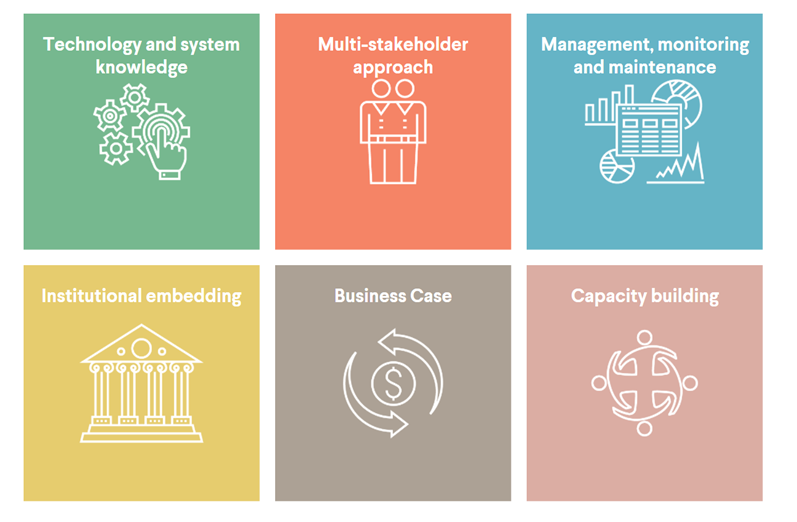 Technology and system
knowledge
Multi-stakeholder
approach
Management, monitoring
and maintenance
Institutional embedding
Business Case
Capacity building
$